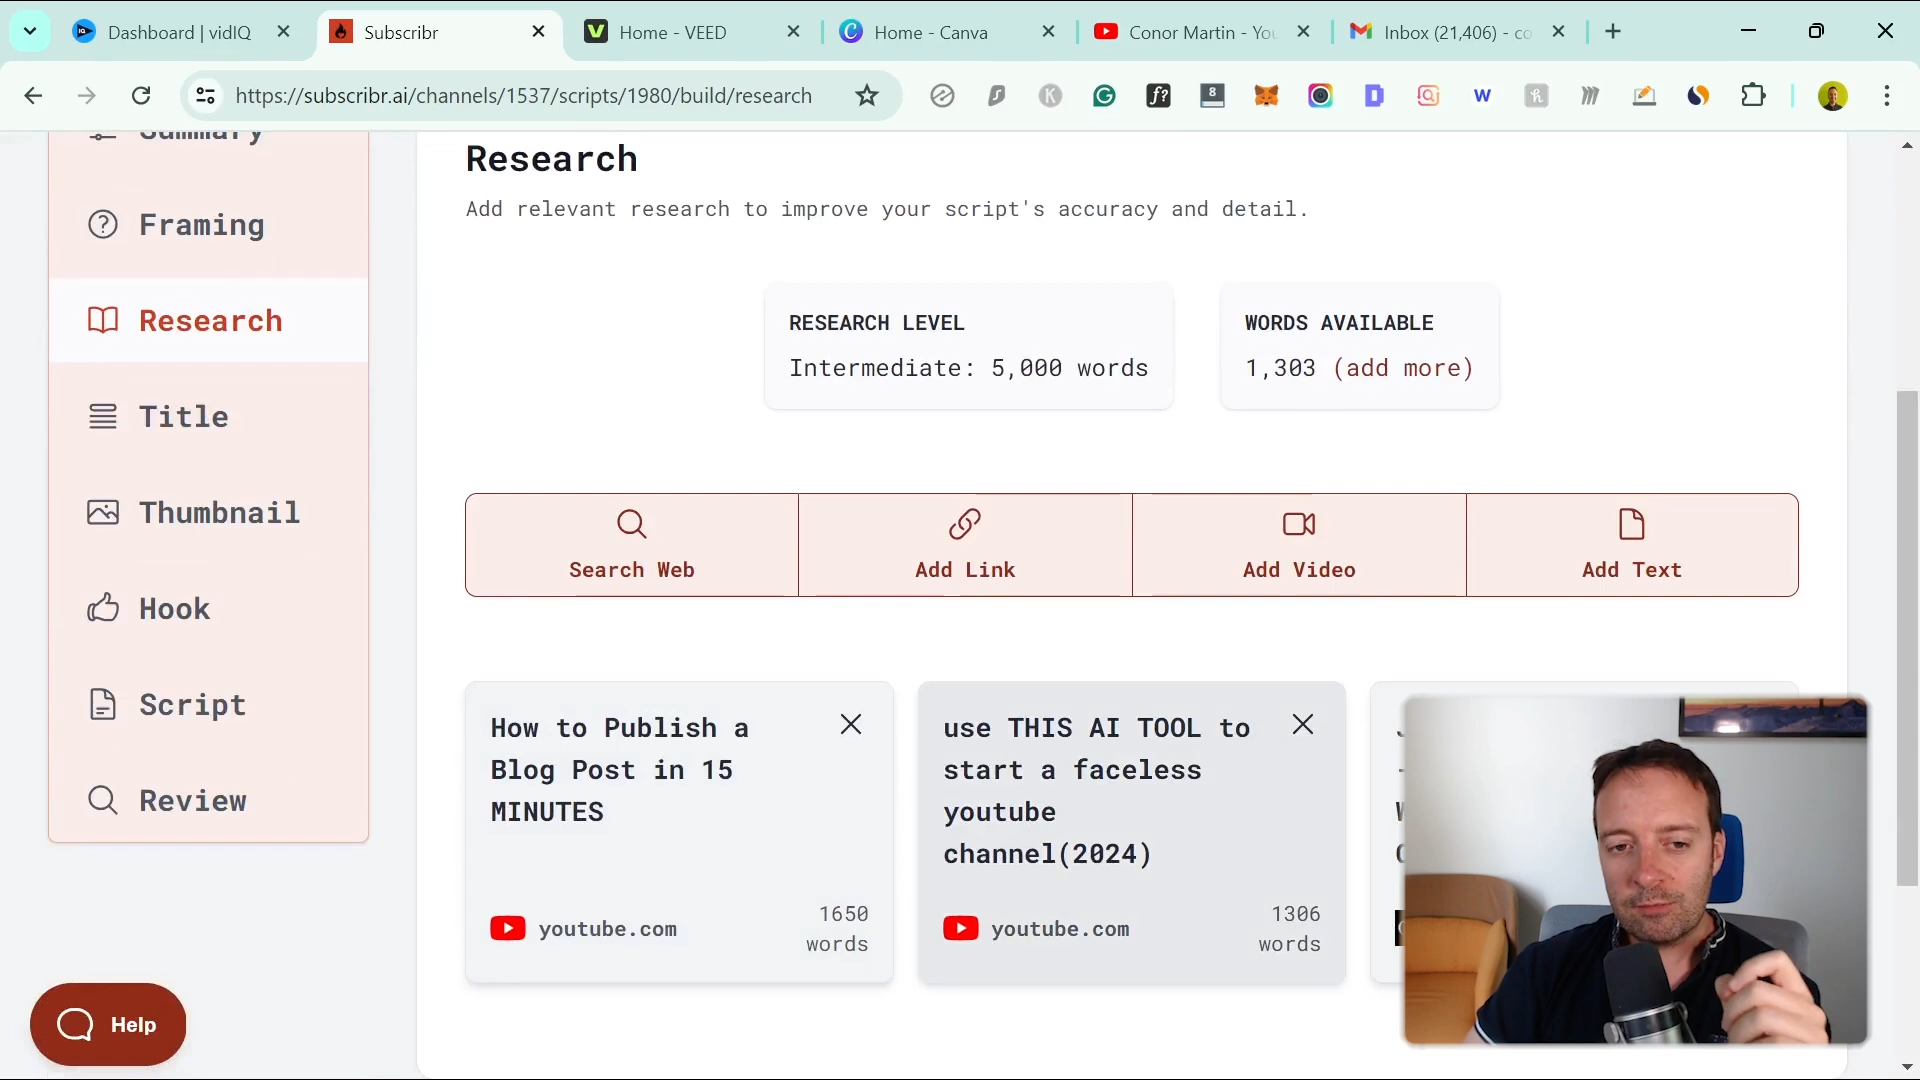 Dashboard | vidIQ
Subscribr
Home - VEED
Home - Canva
Conor Martin - You
Inbox (21,406) - co
https://subscribr.ai/channels/1537/scripts/1980/build/research
Summary
Framing
Research
Title
Thumbnail
Hook
Script
Review
Help
Research
Add relevant research to improve your script's accuracy and detail.
RESEARCH LEVEL
Intermediate: 5,000 words
WORDS AVAILABLE
1,303 (add more)
Search Web
Add Link
Add Video
Add Text
How to Publish a
Blog Post in 15
MINUTES
youtube.com
1650
words
use THIS AI TOOL to
start a faceless
youtube
channel(2024)
youtube.com
1306
words